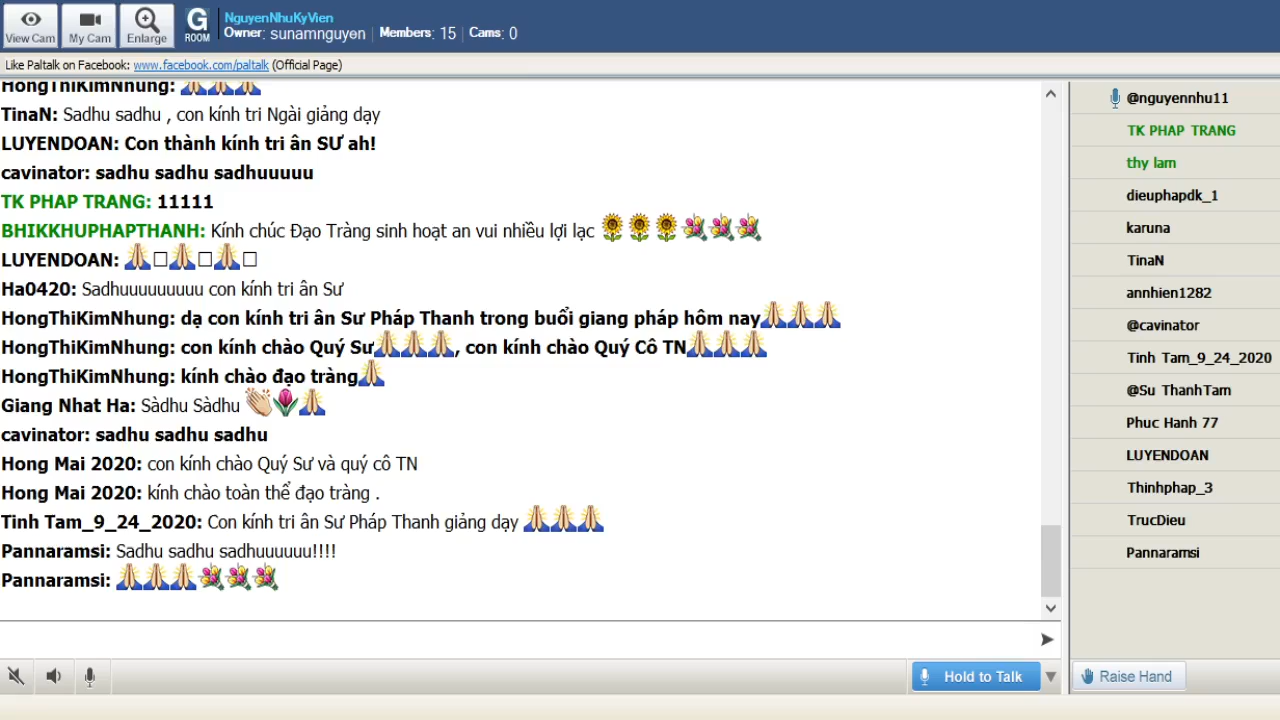 View Cam
My Cam
Enlarge
G
ROOM
NguyenNhuKyVien
Owner: sunamnguyen | Members: 15 | Cams: 0
Like Paltalk on Facebook: www.facebook.com/paltalk (Official Page)
HongThiKimNhung: 🙏🙏🙏
TinaN: Sadhu sadhu , con kính tri Ngài giảng dạy
LUYENDOAN: Con thành kính tri ân SƯ ah!
cavinator: sadhu sadhu sadhuuuuu
TK PHAP TRANG: 11111
BHIKKHUPHAPTHANH: Kính chúc Đạo Tràng sinh hoạt an vui nhiều lợi lạc 🌻🌻🌻💐💐💐
LUYENDOAN: 🙏□🙏□🙏□
Ha0420: Sadhuuuuuuuuu con kính tri ân Sư
HongThiKimNhung: dạ con kính tri ân Sư Pháp Thanh trong buổi giang pháp hôm nay🙏🙏🙏
HongThiKimNhung: con kính chào Quý Sư🙏🙏🙏, con kính chào Quý Cô TN🙏🙏🙏
HongThiKimNhung: kính chào đạo tràng🙏
Giang Nhat Ha: Sàdhu Sàdhu 👏🌷🙏
cavinator: sadhu sadhu sadhu
Hong Mai 2020: con kính chào Quý Sư và quý cô TN
Hong Mai 2020: kính chào toàn thể đạo tràng .
Tinh Tam_9_24_2020: Con kính tri ân Sư Pháp Thanh giảng dạy 🙏🙏🙏
Pannaramsi: Sadhu sadhu sadhuuuuuu!!!!
Pannaramsi: 🙏🙏🙏💐💐💐
@nguyennhu11
TK PHAP TRANG
thy lam
dieuphapdk_1
karuna
TinaN
annhien1282
@cavinator
Tinh Tam_9_24_2020
@Su ThanhTam
Phuc Hanh 77
LUYENDOAN
Thinhphap_3
TrucDieu
Pannaramsi
Hold to Talk
Raise Hand